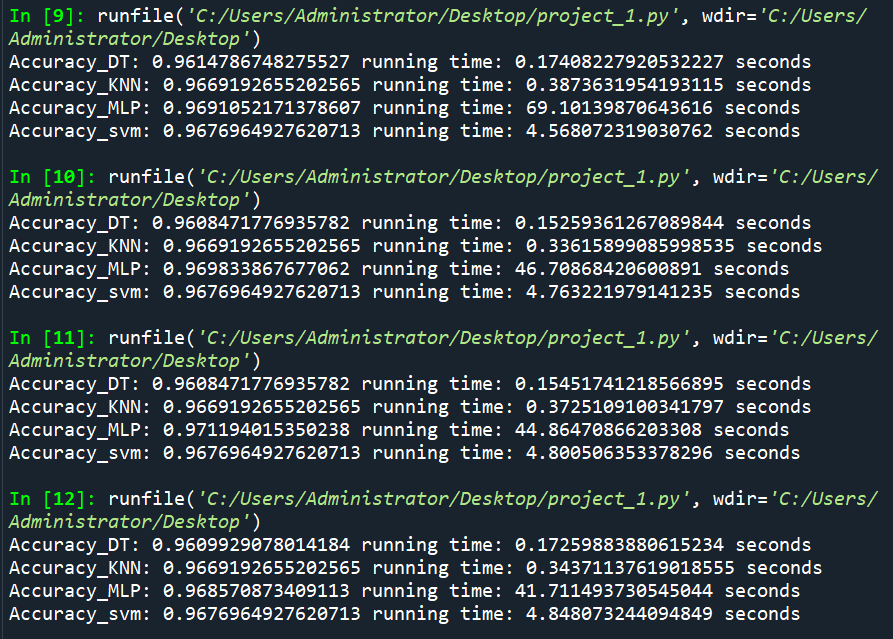 In [9]: runfile('C:/Users/Administrator/Desktop/project_1.py', wdir='C:/Users/
Administrator/Desktop')
Accuracy_DT: 0.9614786748275527 running time: 0.17408227920532227 seconds
Accuracy_KNN: 0.9669192655202565 running time: 0.3873631954193115 seconds
Accuracy_MLP: 0.9691052171378607 running time: 69.10139870643616 seconds
Accuracy_svm: 0.9676964927620713 running time: 4.568072319030762 seconds
In [10]: runfile('C:/Users/Administrator/Desktop/project_1.py', wdir='C:/Users/
Administrator/Desktop')
Accuracy_DT: 0.9608471776935782 running time: 0.15259361267089844 seconds
Accuracy_KNN: 0.9669192655202565 running time: 0.33615899085998535 seconds
Accuracy_MLP: 0.969833867677062 running time: 46.70868420600891 seconds
Accuracy_svm: 0.9676964927620713 running time: 4.763221979141235 seconds
In [11]: runfile('C:/Users/Administrator/Desktop/project_1.py', wdir='C:/Users/
Administrator/Desktop')
Accuracy_DT: 0.9608471776935782 running time: 0.15451741218566895 seconds
Accuracy_KNN: 0.9669192655202565 running time: 0.3725109100341797 seconds
Accuracy_MLP: 0.971194015350238 running time: 44.86470866203308 seconds
Accuracy_svm: 0.9676964927620713 running time: 4.800506353378296 seconds
In [12]: runfile('C:/Users/Administrator/Desktop/project_1.py', wdir='C:/Users/
Administrator/Desktop')
Accuracy_DT: 0.9609929078014184 running time: 0.17259883880615234 seconds
Accuracy_KNN: 0.9669192655202565 running time: 0.34371137619018555 seconds
Accuracy_MLP: 0.968570873409113 running time: 41.711493730545044 seconds
Accuracy_svm: 0.9676964927620713 running time: 4.848073244094849 seconds